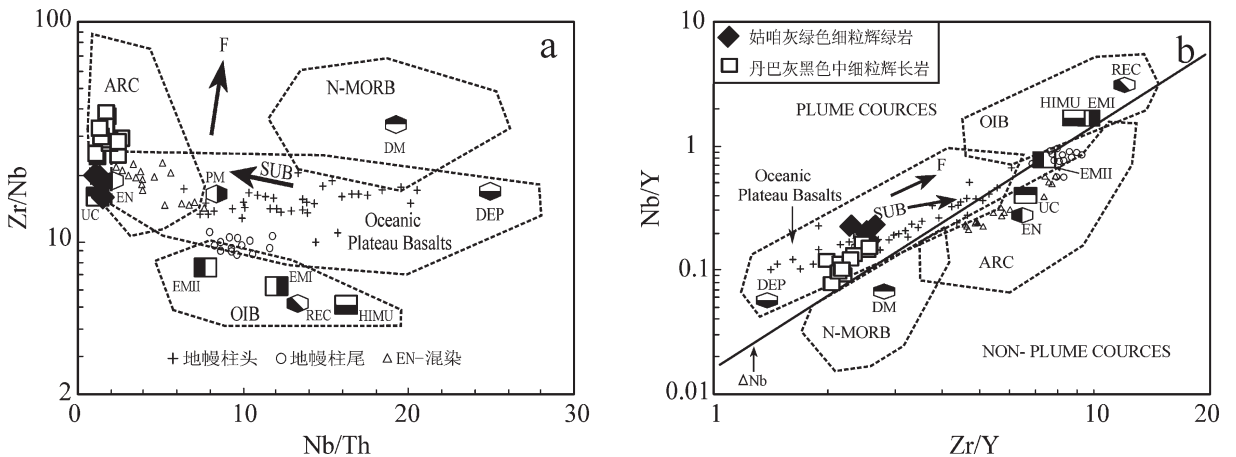 100
10
2
Zr/Nb
0
10
20
30
Nb/Th
a
ARC
F
N-MORB
DM
SUB
PM
EN
UC
DEP
Oceanic
Plateau Basalts
EMII
EMI
OIB
REC
HIMU
+地幔柱头 ○地幔柱尾 △EN-混染
10
1
0.1
0.01
Nb/Y
1
10
20
Zr/Y
b
姑咱灰绿色细粒辉绿岩
丹巴灰黑色中细粒辉长岩
REC
HIMU EMI
PLUME COURCES
OIB
F
EMII
Oceanic
Plateau Basalts
SUB
UC
EN
ARC
DEP
DM
N-MORB
NON- PLUME COURCES
△Nb